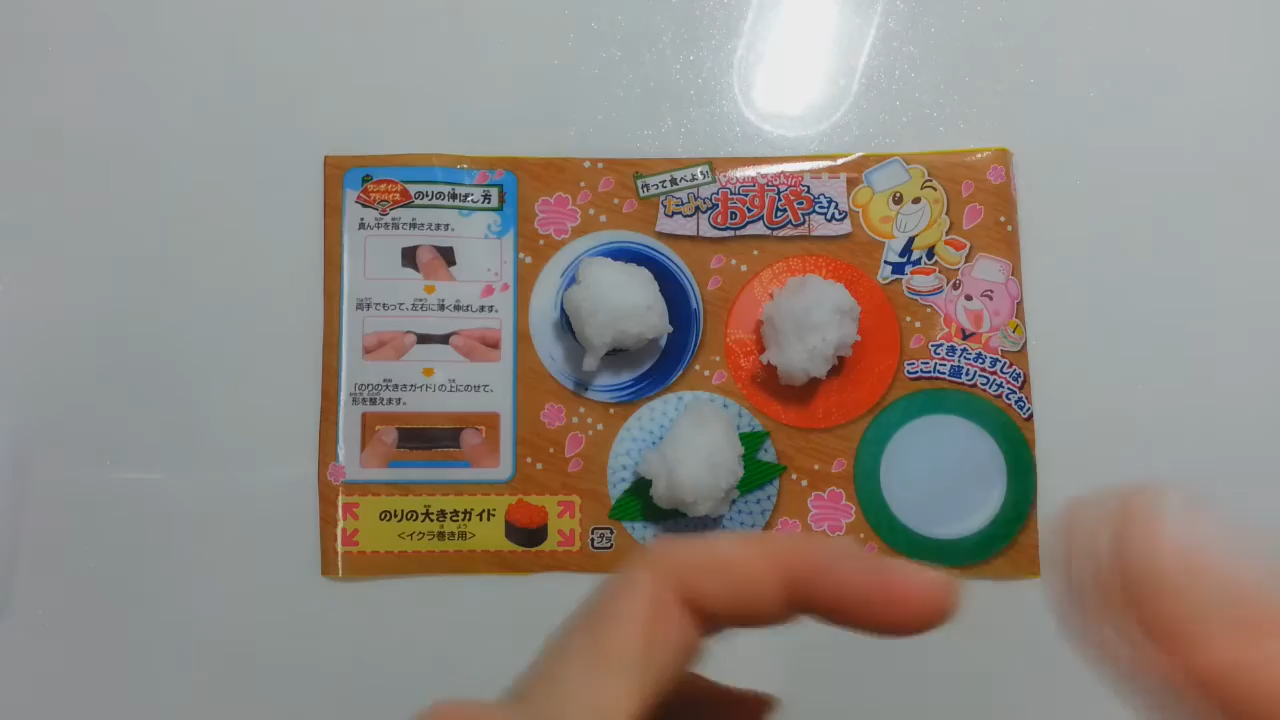 ワンポイント
アドバイス
のりの伸ばし方
真ん中を指で押さえます。
両手でもって、左右に薄く伸ばします。
「のりの大きさガイド」の上にのせて、
形を整えます。
のりの大きさガイド
<イクラ巻き用>
プラ
作って食べよう!
Popin' Cookin'
たのしい
おすしやさん
できたおすしは
ここに盛りつけてね!